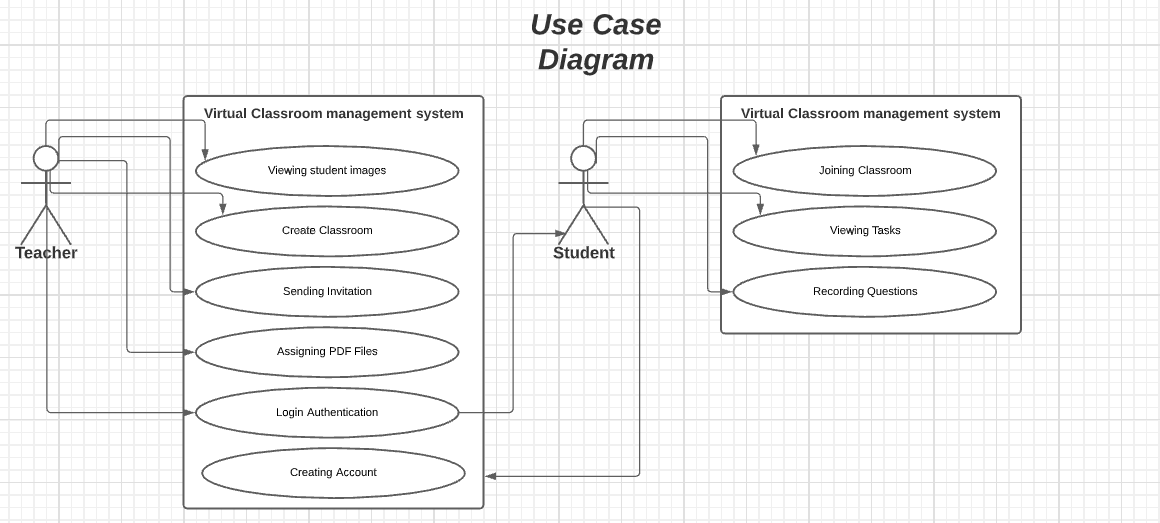 Use Case
Diagram
Virtual Classroom management system
Viewing student images
Create Classroom
Sending Invitation
Assigning PDF Files
Login Authentication
Creating Account
Teacher
Student
Virtual Classroom management system
Joining Classroom
Viewing Tasks
Recording Questions